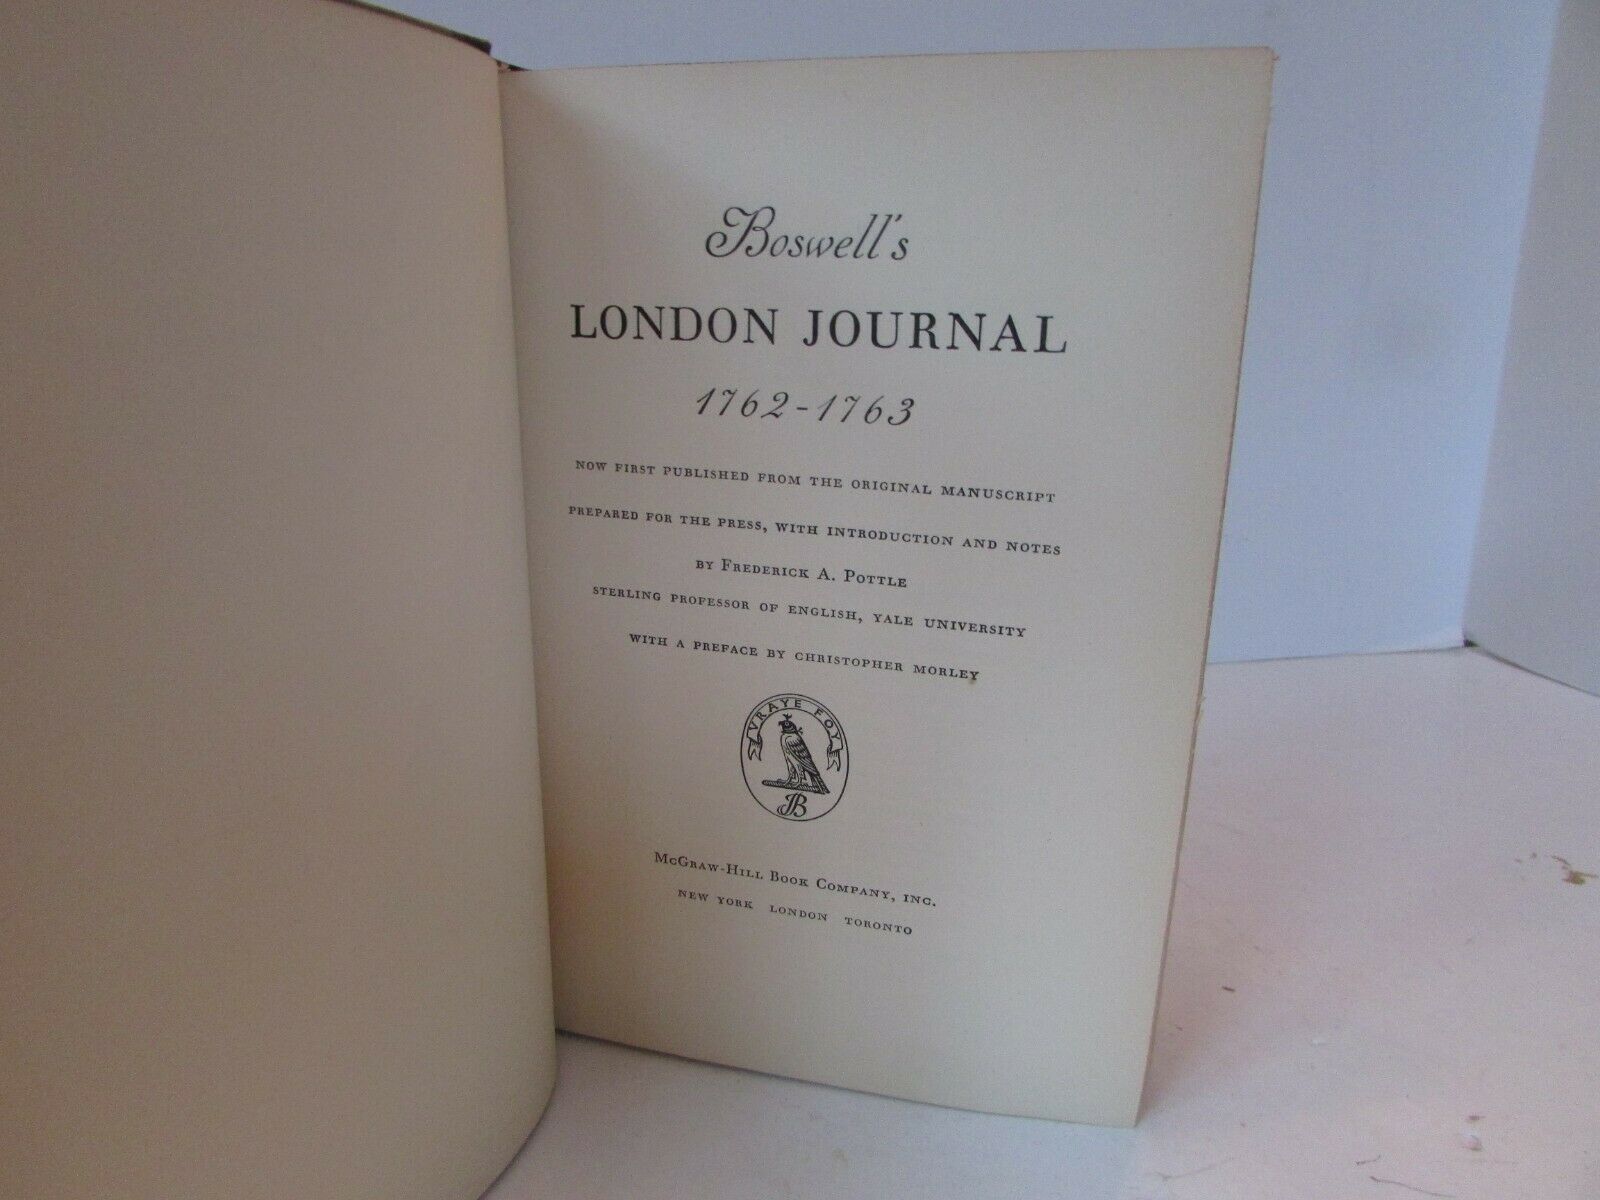 Boswell's
LONDON JOURNAL
1762-1763
NOW FIRST PUBLISHED FROM THE ORIGINAL MANUSCRIPT
PREPARED FOR THE PRESS, WITH INTRODUCTION AND NOTES
BY FREDERICK A. POTTLE
STERLING PROFESSOR OF ENGLISH, YALE UNIVERSITY
WITH A PREFACE BY CHRISTOPHER MORLEY
VRAYE FOY
JB
MCGRAW-HILL BOOK COMPANY, INC.
NEW YORK LONDON TORONTO